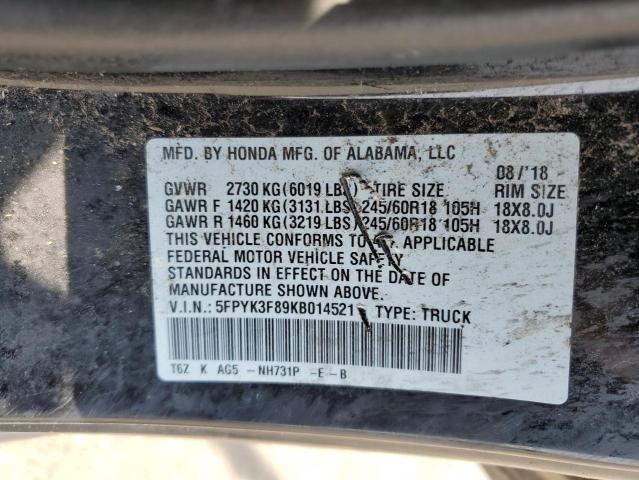 MFD. BY HONDA MFG. OF ALABAMA, LLC 08/'18
GVWR 2730 KG(6019 LBS) TIRE SIZE RIM SIZE
GAWR F 1420 KG(3131 LBS) 245/60R18 105H 18X8.0J
GAWR R 1460 KG(3219 LBS) 245/60R18 105H 18X8.0J
THIS VEHICLE CONFORMS TO ALL APPLICABLE
FEDERAL MOTOR VEHICLE SAFETY
STANDARDS IN EFFECT ON THE DATE OF
MANUFACTURE SHOWN ABOVE.
V.I.N.: 5FPYK3F89KB014521 TYPE: TRUCK
T6Z K AG5 -NH731P -E-B